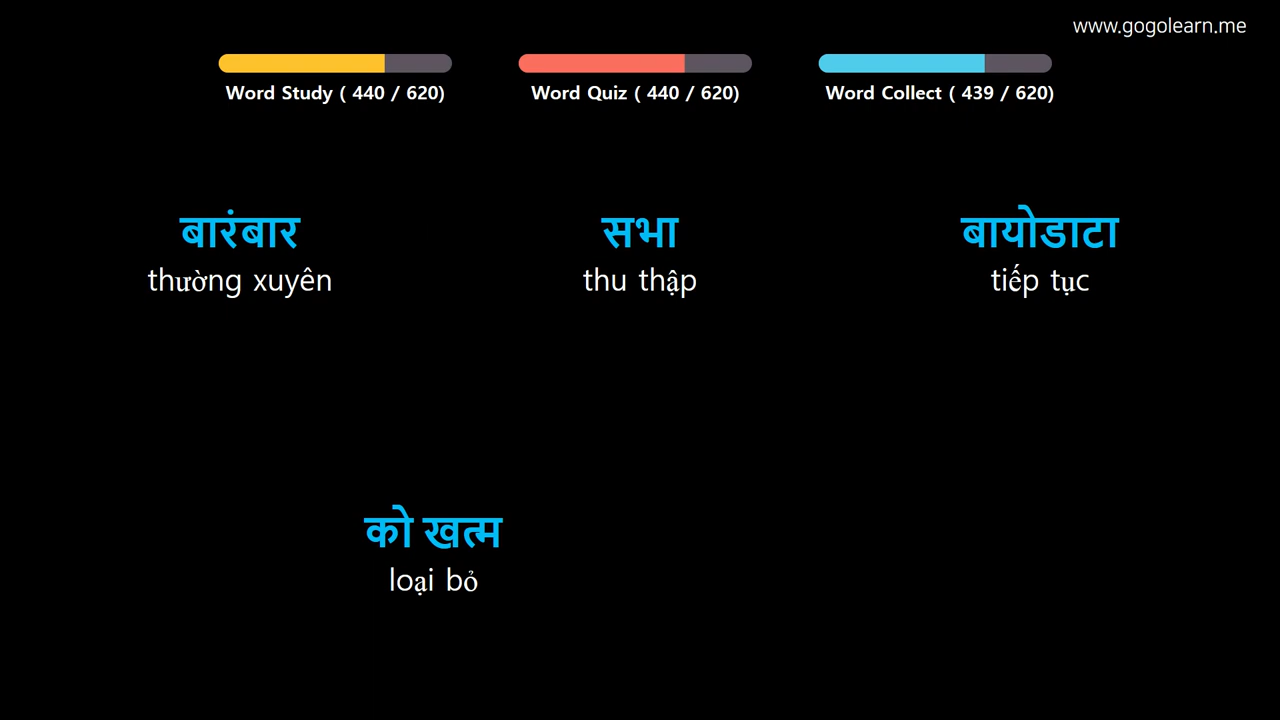 www.gogolearn.me
Word Study ( 440 / 620)
Word Quiz ( 440 / 620)
Word Collect ( 439 / 620)
बारंबार
thường xuyên
सभा
thu thập
बायोडाटा
tiếp tục
को खत्म
loại bỏ